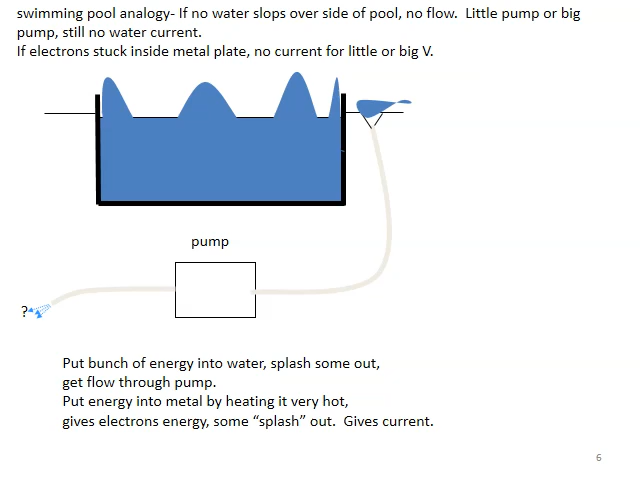 swimming pool analogy- If no water slops over side of pool, no flow.  Little pump or big
pump, still no water current.
If electrons stuck inside metal plate, no current for little or big V.
pump
?
Put bunch of energy into water, splash some out,
get flow through pump.
Put energy into metal by heating it very hot,
gives electrons energy, some “splash” out.  Gives current.
6